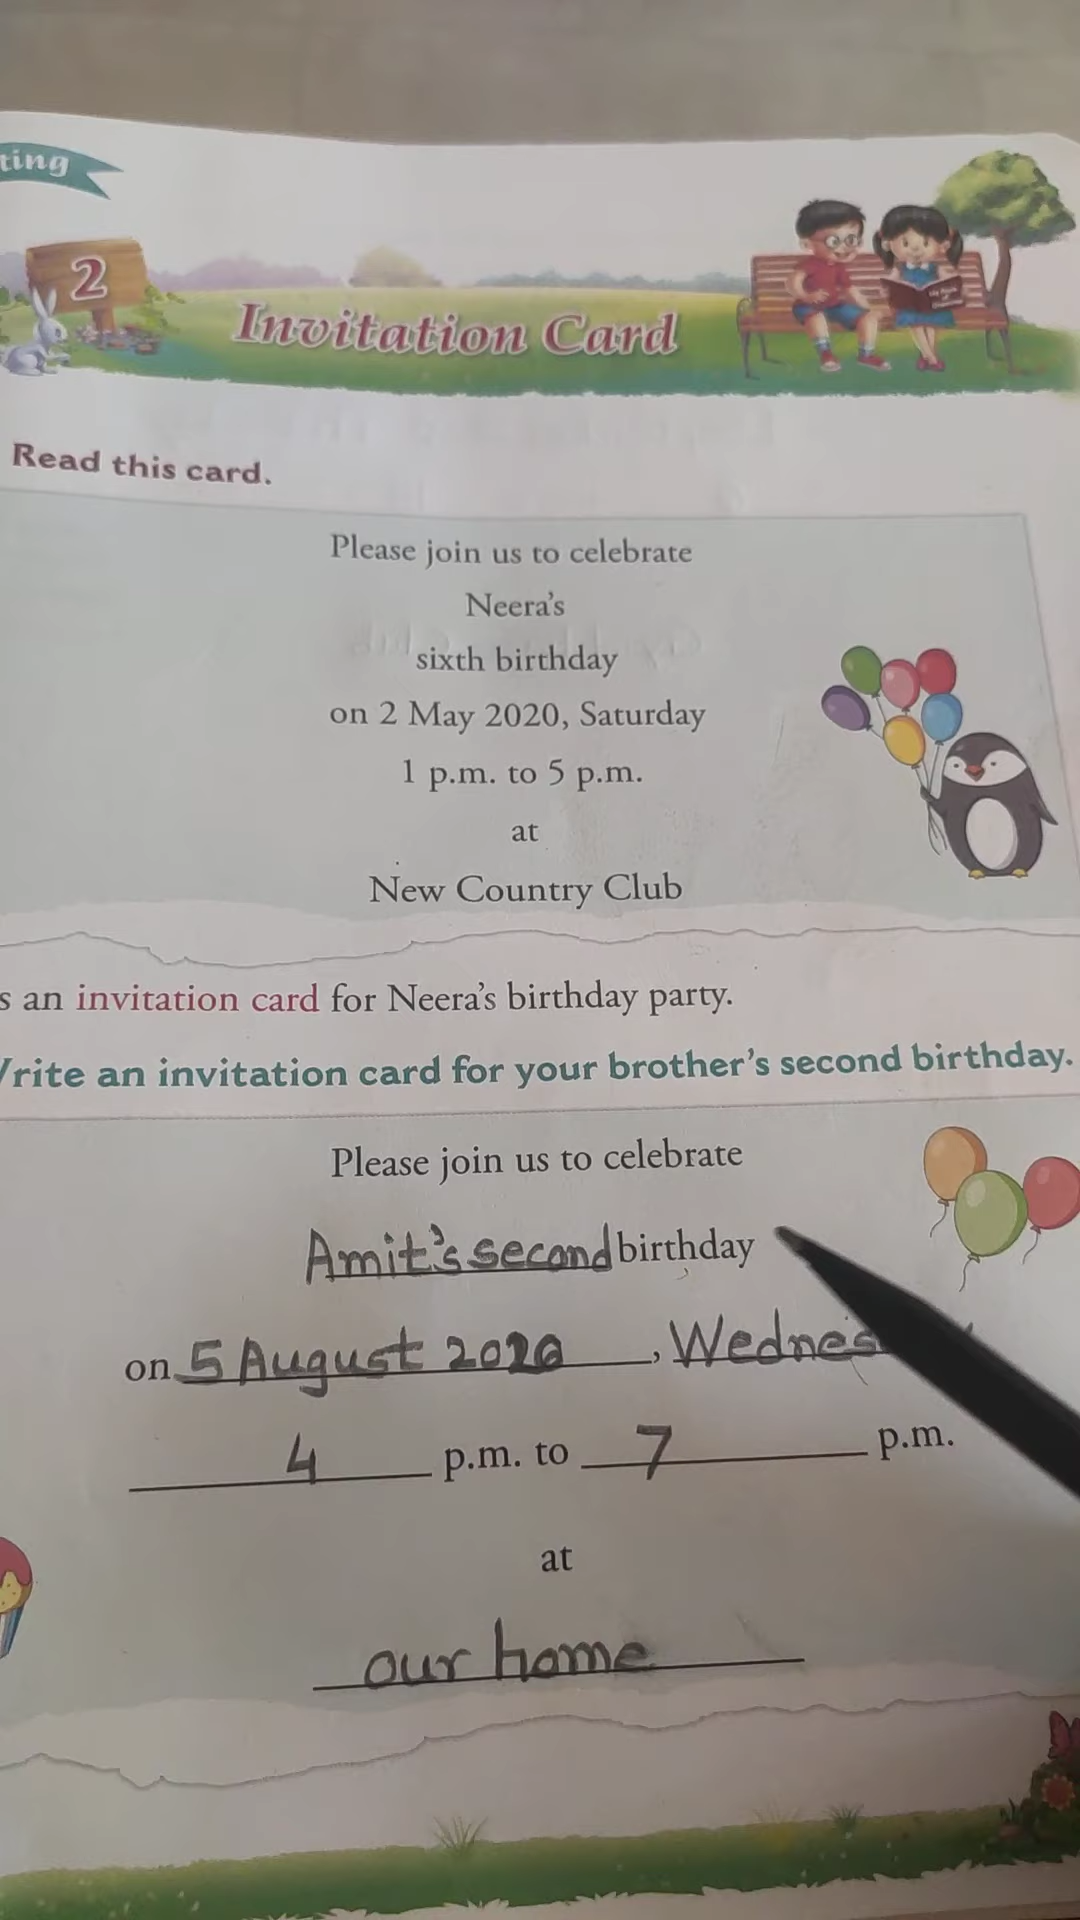 ting
2
Invitation Card
Read this card.
Please join us to celebrate
Neera's
sixth birthday
on 2 May 2020, Saturday
1 p.m. to 5 p.m.
at
New Country Club
s an invitation card for Neera's birthday party.
rite an invitation card for your brother's second birthday.
Please join us to celebrate
Amit's second birthday
on 5 August 2020, Wednes
4 p.m. to 7 p.m.
at
our home